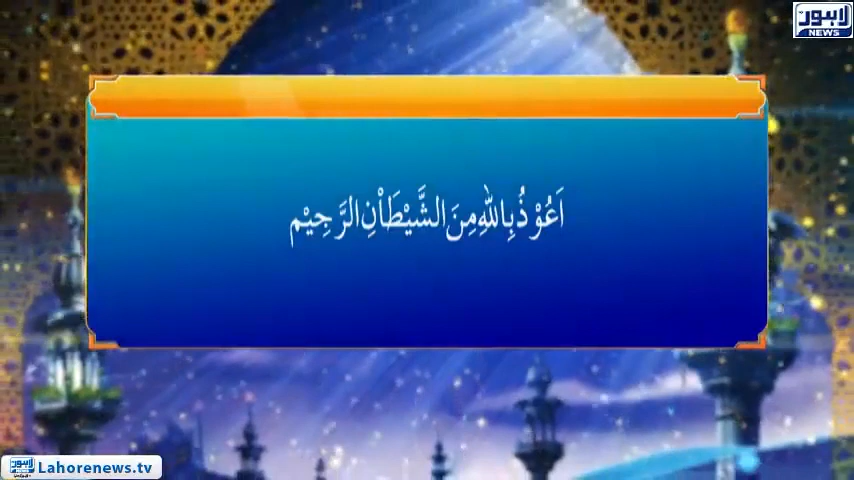 لاہور
NEWS
اَعُوْذُبِاللّٰهِ مِنَ الشَّيْطَاْنِ الرَّجِيْم
لاہور
Lahorenews.tv